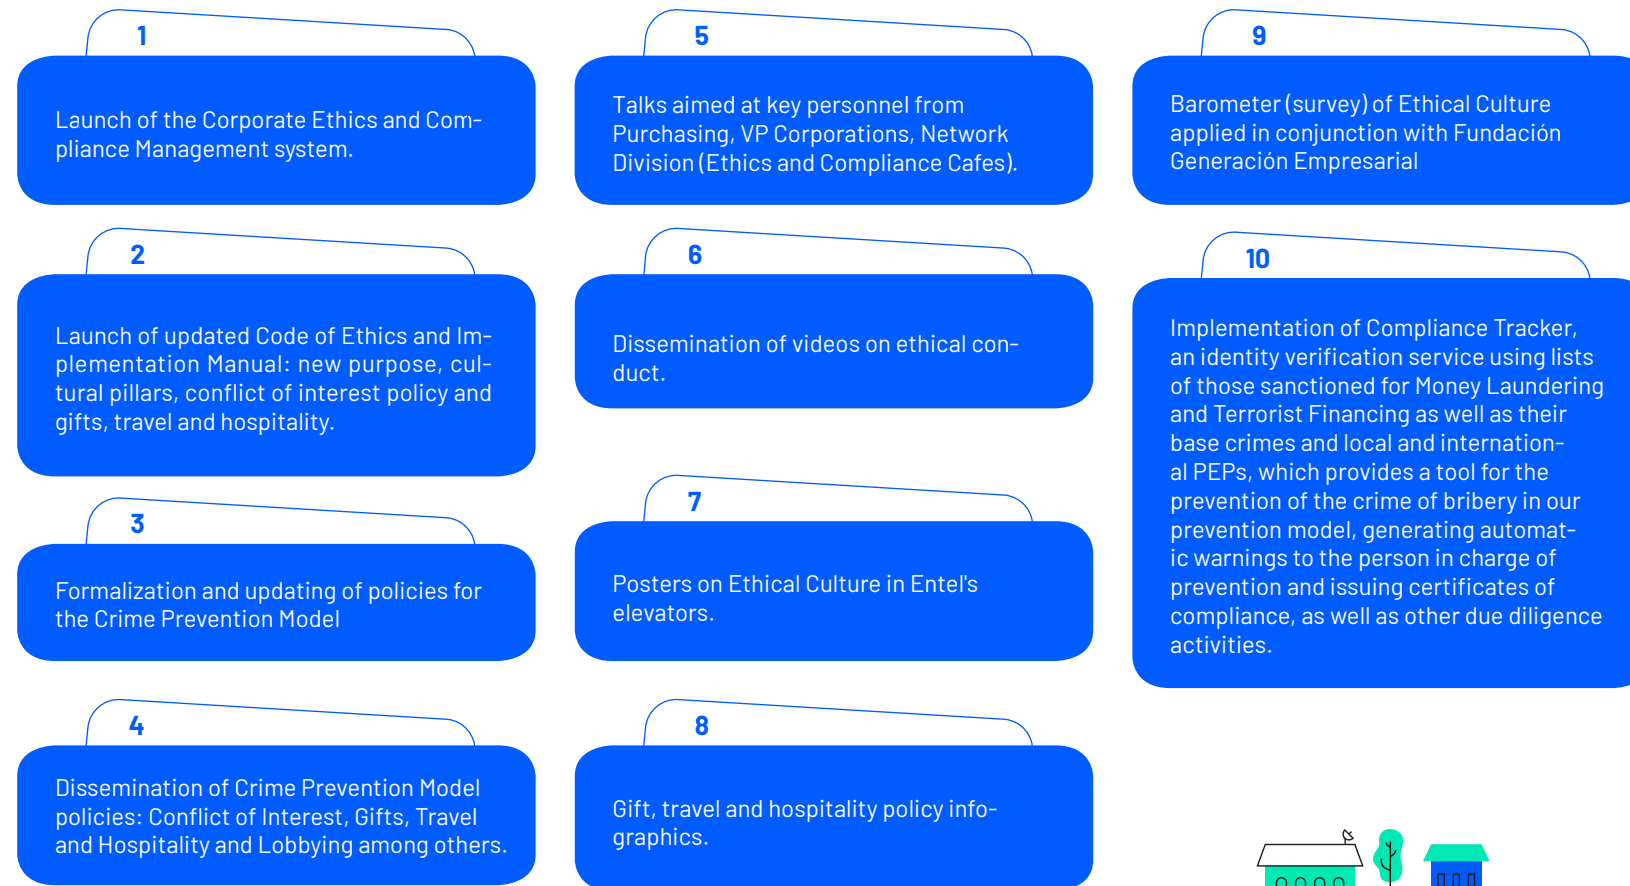 1
Launch of the Corporate Ethics and Com-
pliance Management system.
2
Launch of updated Code of Ethics and Im-
plementation Manual: new purpose, cul-
tural pillars, conflict of interest policy and
gifts, travel and hospitality.
3
Formalization and updating of policies for
the Crime Prevention Model
4
Dissemination of Crime Prevention Model
policies: Conflict of Interest, Gifts, Travel
and Hospitality and Lobbying among others.
5
Talks aimed at key personnel from
Purchasing, VP Corporations, Network
Division (Ethics and Compliance Cafes).
6
Dissemination of videos on ethical con-
duct.
7
Posters on Ethical Culture in Entel's
elevators.
8
Gift, travel and hospitality policy info-
graphics.
9
Barometer (survey) of Ethical Culture
applied in conjunction with Fundación
Generación Empresarial
10
Implementation of Compliance Tracker,
an identity verification service using lists
of those sanctioned for Money Laundering
and Terrorist Financing as well as their
base crimes and local and internation-
al PEPs, which provides a tool for the
prevention of the crime of bribery in our
prevention model, generating automat-
ic warnings to the person in charge of
prevention and issuing certificates of
compliance, as well as other due diligence
activities.